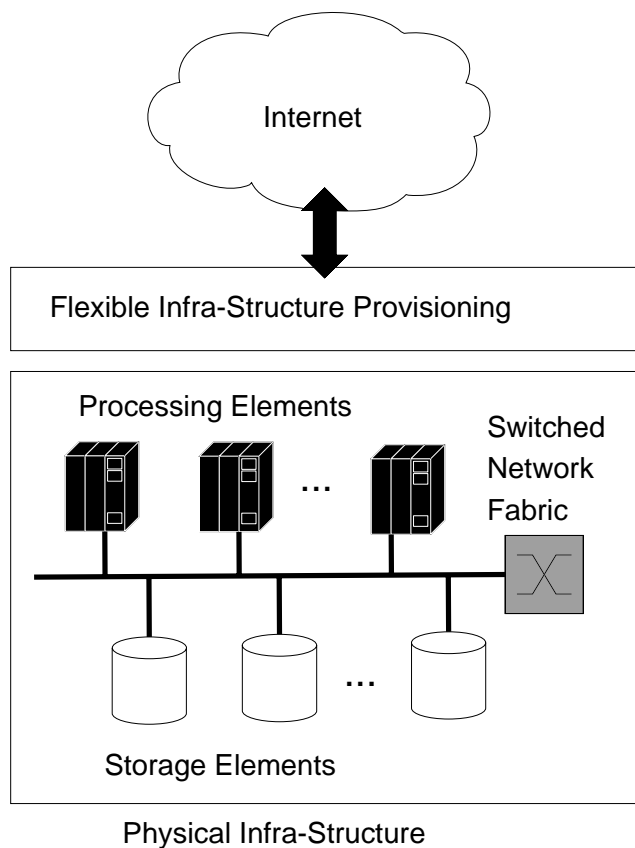 Internet
Flexible Infra-Structure Provisioning
Processing Elements
Switched
Network
Fabric
...
...
Storage Elements
Physical Infra-Structure